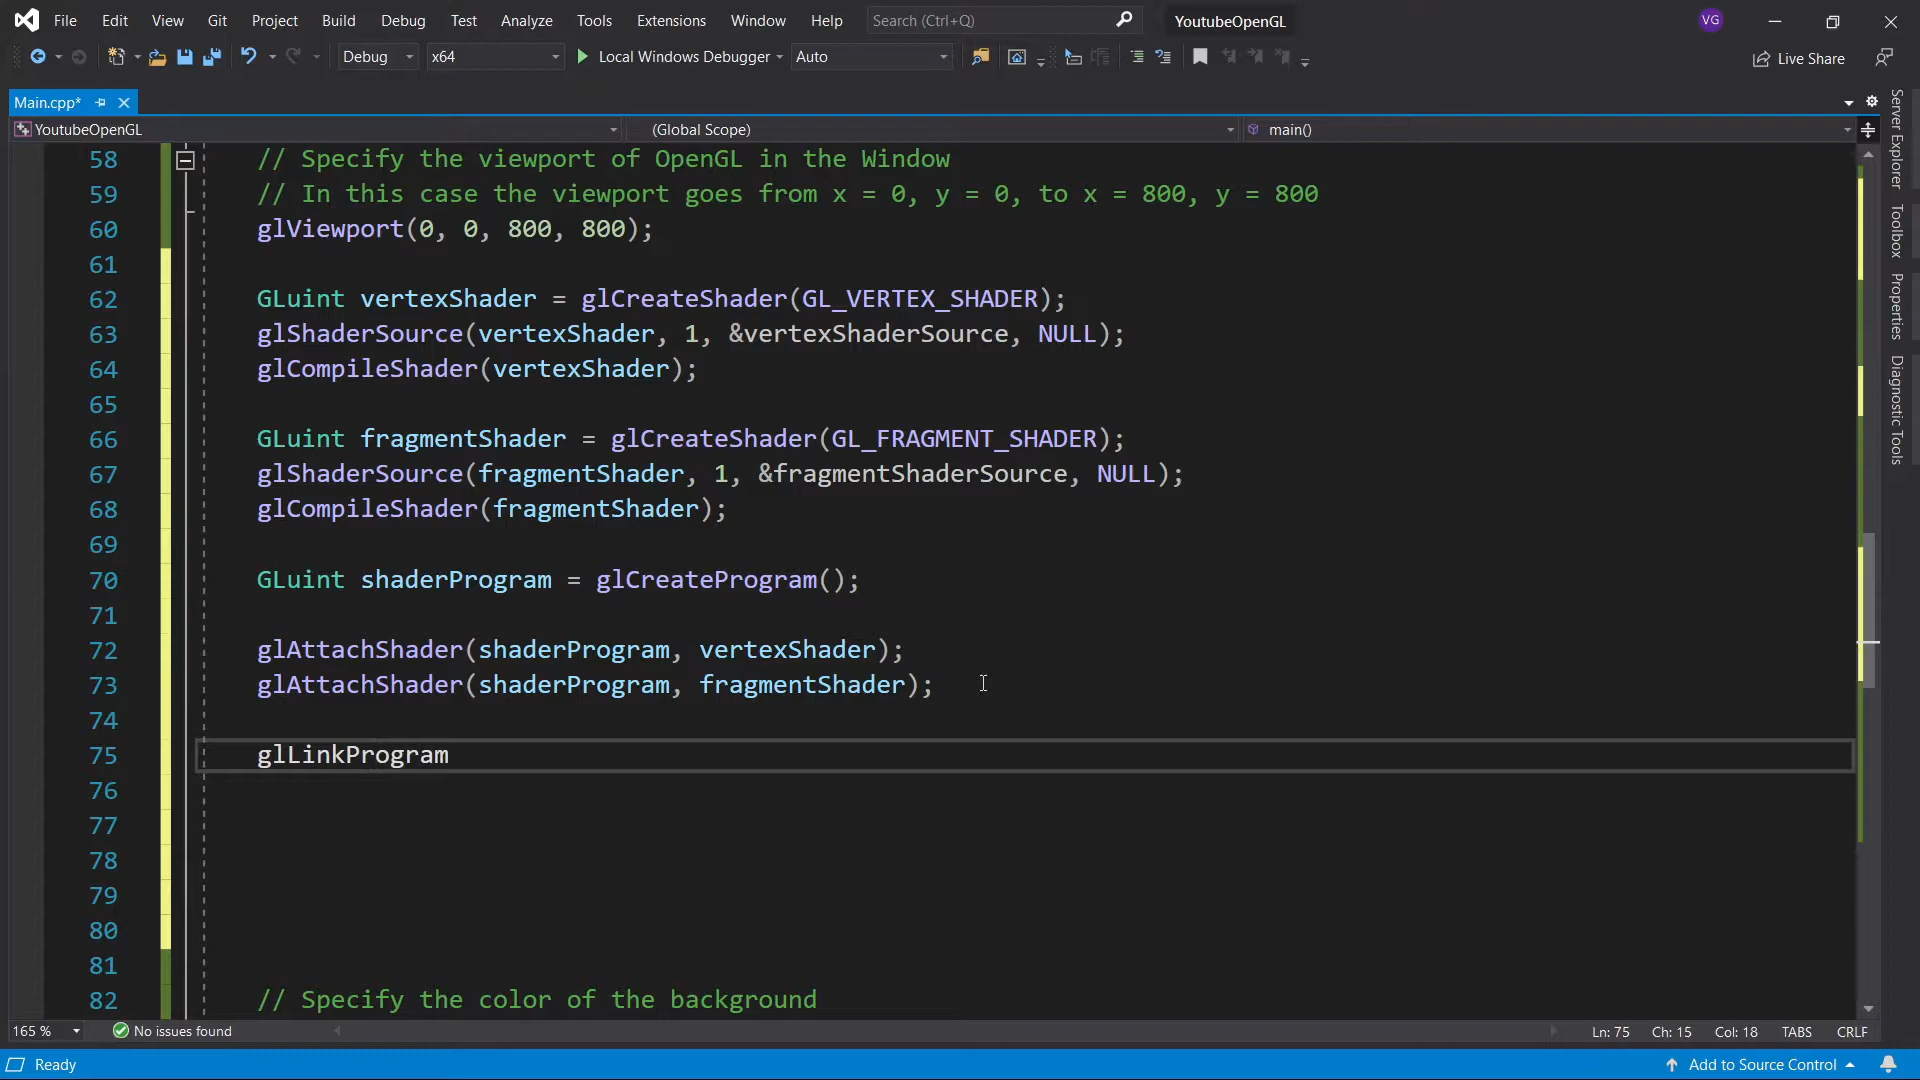 File Edit View Git Project Build Debug Test Analyze Tools Extensions Window Help Search (Ctrl+Q) YoutubeOpenGL VG
Debug x64 Local Windows Debugger Auto Live Share
Main.cpp*
YoutubeOpenGL (Global Scope) main()
58 // Specify the viewport of OpenGL in the Window
59 // In this case the viewport goes from x = 0, y = 0, to x = 800, y = 800
60 glViewport(0, 0, 800, 800);
61
62 GLuint vertexShader = glCreateShader(GL_VERTEX_SHADER);
63 glShaderSource(vertexShader, 1, &vertexShaderSource, NULL);
64 glCompileShader(vertexShader);
65
66 GLuint fragmentShader = glCreateShader(GL_FRAGMENT_SHADER);
67 glShaderSource(fragmentShader, 1, &fragmentShaderSource, NULL);
68 glCompileShader(fragmentShader);
69
70 GLuint shaderProgram = glCreateProgram();
71
72 glAttachShader(shaderProgram, vertexShader);
73 glAttachShader(shaderProgram, fragmentShader);
74
75 glLinkProgram
76
77
78
79
80
81
82 // Specify the color of the background
165 % No issues found Ln: 75 Ch: 15 Col: 18 TABS CRLF
Ready Add to Source Control
Server Explorer
Toolbox
Properties
Diagnostic Tools